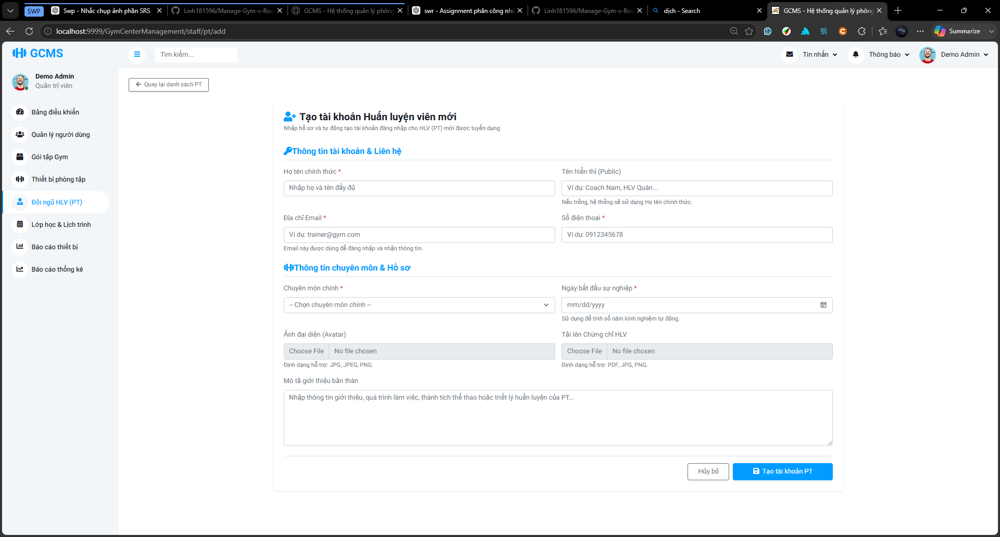 SWP
Swp - Nhắc chụp ảnh phần SRS
Linh181596/Manage-Gym-s-Roo
GCMS - Hệ thống quản lý phòng
swr - Assignment phân công nhó
Linh181596/Manage-Gym-s-Roo
dịch - Search
GCMS - Hệ thống quản lý phòng
localhost:9999/GymCenterManagement/staff/pt/add
Summarize
GCMS
Tìm kiếm...
Tin nhắn
Thông báo
Demo Admin
Demo Admin
Quản trị viên
Bảng điều khiển
Quản lý người dùng
Gói tập Gym
Thiết bị phòng tập
Đội ngũ HLV (PT)
Lớp học & Lịch trình
Báo cáo thiết bị
Báo cáo thống kê
Quay lại danh sách PT
Tạo tài khoản Huấn luyện viên mới
Nhập hồ sơ và tự động tạo tài khoản đăng nhập cho HLV (PT) mới được tuyển dụng
Thông tin tài khoản & Liên hệ
Họ tên chính thức *
Tên hiển thị (Public)
Nhập họ và tên đầy đủ
Ví dụ: Coach Nam, HLV Quân...
Nếu trống, hệ thống sẽ sử dụng Họ tên chính thức.
Địa chỉ Email *
Số điện thoại *
Ví dụ: trainer@gym.com
Ví dụ: 0912345678
Email này được dùng để đăng nhập và nhận thông tin.
Thông tin chuyên môn & Hồ sơ
Chuyên môn chính *
Ngày bắt đầu sự nghiệp *
-- Chọn chuyên môn chính --
mm/dd/yyyy
Sử dụng để tính số năm kinh nghiệm tự động.
Ảnh đại diện (Avatar)
Tải lên Chứng chỉ HLV
Choose File No file chosen
Choose File No file chosen
Định dạng hỗ trợ: JPG, JPEG, PNG.
Định dạng hỗ trợ: PDF, JPG, PNG.
Mô tả giới thiệu bản thân
Nhập thông tin giới thiệu, quá trình làm việc, thành tích thể thao hoặc triết lý huấn luyện của PT...
Hủy bỏ
Tạo tài khoản PT